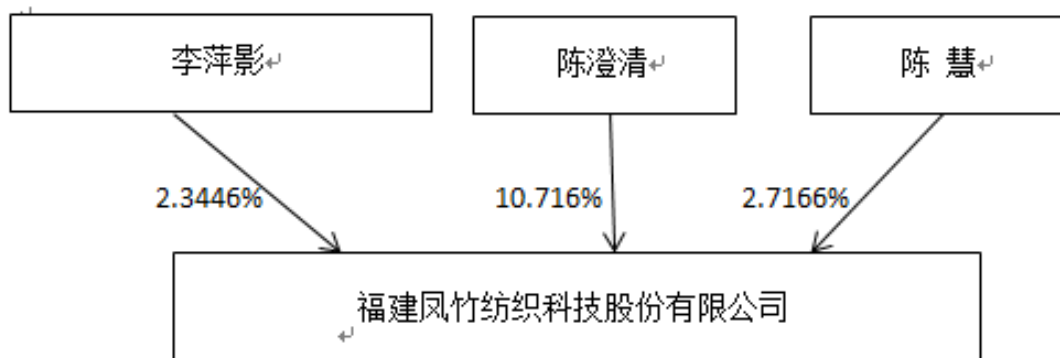 李萍影
陈澄清
陈 慧
2.3446%
10.716%
2.7166%
福建凤竹纺织科技股份有限公司